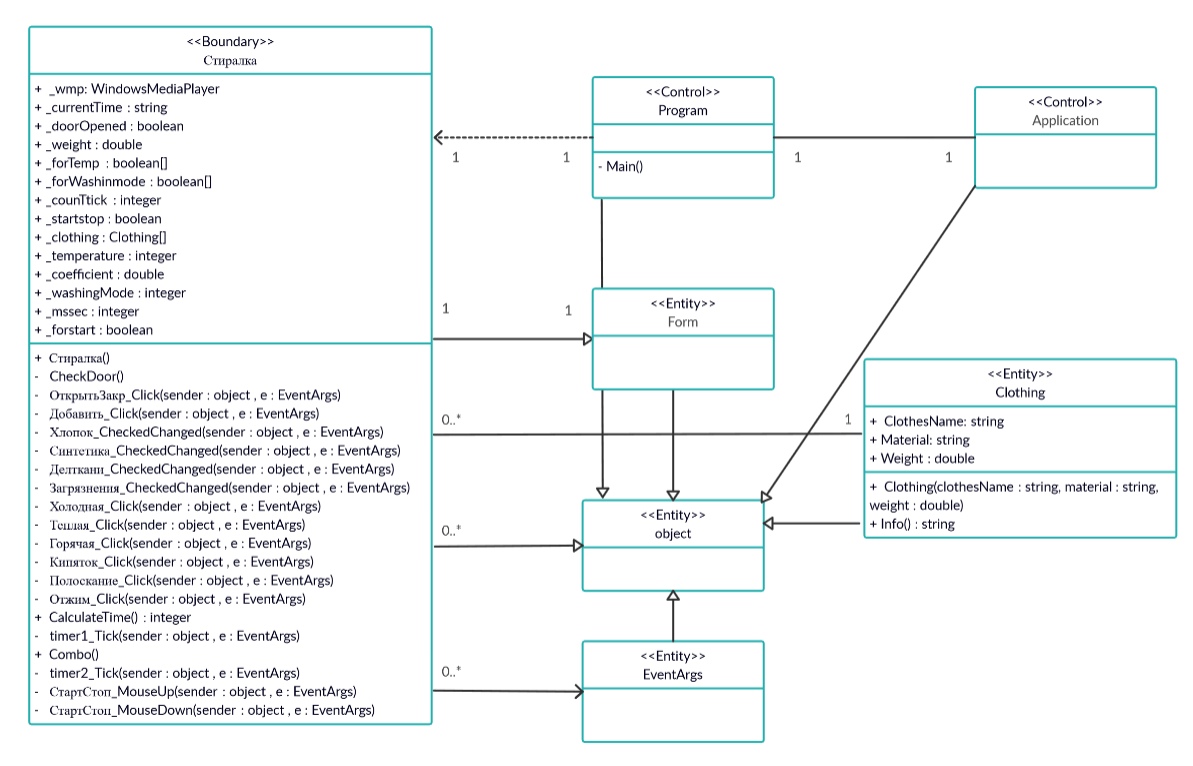 <<Boundary>>
Стиралка
+ _wmp: WindowsMediaPlayer
+ _currentTime : string
+ _doorOpened : boolean
+ _weight : double
+ _forTemp : boolean[]
+ _forWashinmode : boolean[]
+ _counTtick : integer
+ _startstop : boolean
+ _clothing : Clothing[]
+ _temperature : integer
+ _coefficient : double
+ _washingMode : integer
+ _mssec : integer
+ _forstart : boolean
+ Стиралка()
- CheckDoor()
- ОткрытьЗакр_Click(sender : object , e : EventArgs)
- Добавить_Click(sender : object , e : EventArgs)
- Хлопок_CheckedChanged(sender : object , e : EventArgs)
- Синтетика_CheckedChanged(sender : object , e : EventArgs)
- Делткани_CheckedChanged(sender : object , e : EventArgs)
- Загрязнения_CheckedChanged(sender : object , e : EventArgs)
- Холодная_Click(sender : object , e : EventArgs)
- Теплая_Click(sender : object , e : EventArgs)
- Горячая_Click(sender : object , e : EventArgs)
- Кипяток_Click(sender : object , e : EventArgs)
- Полоскание_Click(sender : object , e : EventArgs)
- Отжим_Click(sender : object , e : EventArgs)
+ CalculateTime() : integer
- timer1_Tick(sender : object , e : EventArgs)
+ Combo()
- timer2_Tick(sender : object , e : EventArgs)
- СтартСтоп_MouseUp(sender : object , e : EventArgs)
- СтартСтоп_MouseDown(sender : object , e : EventArgs)
<<Control>>
Program
- Main()
<<Control>>
Application
1
1
1
1
<<Entity>>
Form
1
1
<<Entity>>
Clothing
+ ClothesName: string
+ Material: string
+ Weight : double
+ Clothing(clothesName : string, material : string,
weight : double)
+ Info() : string
0..*
1
<<Entity>>
object
0..*
<<Entity>>
EventArgs
0..*